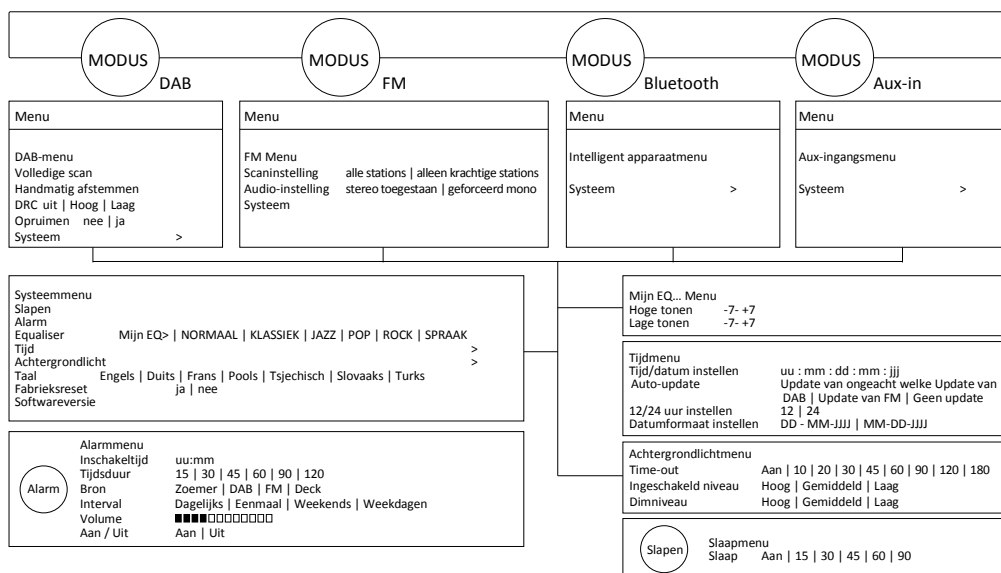 MODUS DAB
MODUS FM
MODUS Bluetooth
MODUS Aux-in
Menu
DAB-menu
Volledige scan
Handmatig afstemmen
DRC uit | Hoog | Laag
Opruimen nee | ja
Systeem >
Menu
FM Menu
Scaninstelling alle stations | alleen krachtige stations
Audio-instelling stereo toegestaan | geforceerd mono
Systeem
Menu
Intelligent apparaatmenu
Systeem >
Menu
Aux-ingangsmenu
Systeem >
Systeemmenu
Slapen
Alarm
Equaliser Mijn EQ> | NORMAAL | KLASSIEK | JAZZ | POP | ROCK | SPRAAK
Tijd >
Achtergrondlicht >
Taal Engels | Duits | Frans | Pools | Tsjechisch | Slovaaks | Turks
Fabrieksreset ja | nee
Softwareversie
Alarm
Alarmmenu
Inschakeltijd uu:mm
Tijdsduur 15 | 30 | 45 | 60 | 90 | 120
Bron Zoemer | DAB | FM | Deck
Interval Dagelijks | Eenmaal | Weekends | Weekdagen
Volume
Aan / Uit Aan | Uit
Mijn EQ... Menu
Hoge tonen -7- +7
Lage tonen -7- +7
Tijdmenu
Tijd/datum instellen uu : mm : dd : mm : jjj
Auto-update Update van ongeacht welke Update van
DAB | Update van FM | Geen update
12/24 uur instellen 12 | 24
Datumformaat instellen DD - MM-JJJJ | MM-DD-JJJJ
Achtergrondlichtmenu
Time-out Aan | 10 | 20 | 30 | 45 | 60 | 90 | 120 | 180
Ingeschakeld niveau Hoog | Gemiddeld | Laag
Dimniveau Hoog | Gemiddeld | Laag
Slapen
Slaapmenu
Slaap Aan | 15 | 30 | 45 | 60 | 90